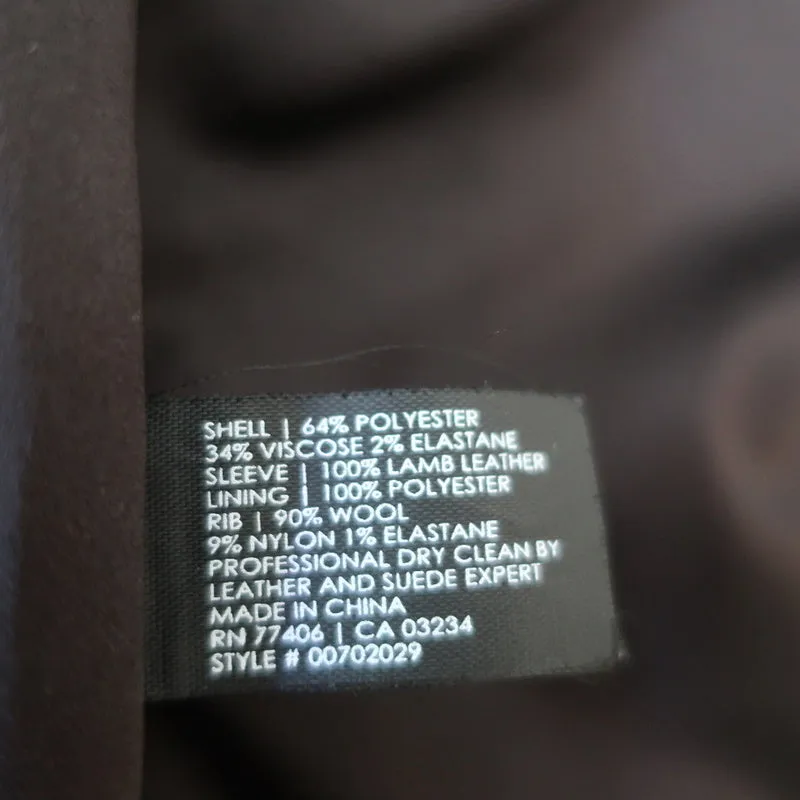 SHELL | 64% POLYESTER
34% VISCOSE 2% ELASTANE
SLEEVE | 100% LAMB LEATHER
LINING | 100% POLYESTER
RIB | 90% WOOL
9% NYLON 1% ELASTANE
PROFESSIONAL DRY CLEAN BY
LEATHER AND SUEDE EXPERT
MADE IN CHINA
RN 77406 | CA 03234
STYLE # 00702029